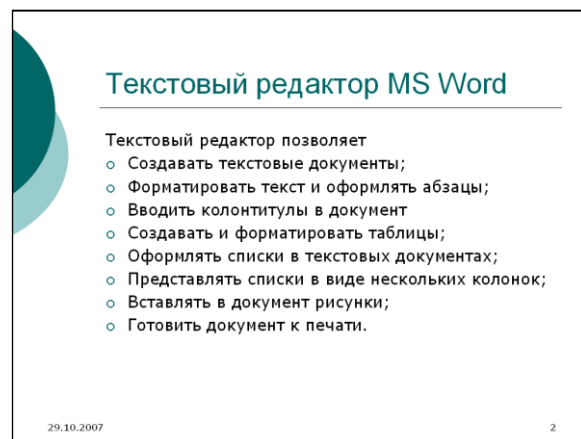 Текстовый редактор MS Word
Текстовый редактор позволяет
Создавать текстовые документы;
Форматировать текст и оформлять абзацы;
Вводить колонтитулы в документ
Создавать и форматировать таблицы;
Оформлять списки в текстовых документах;
Представлять списки в виде нескольких колонок;
Вставлять в документ рисунки;
Готовить документ к печати.
29.10.2007
2